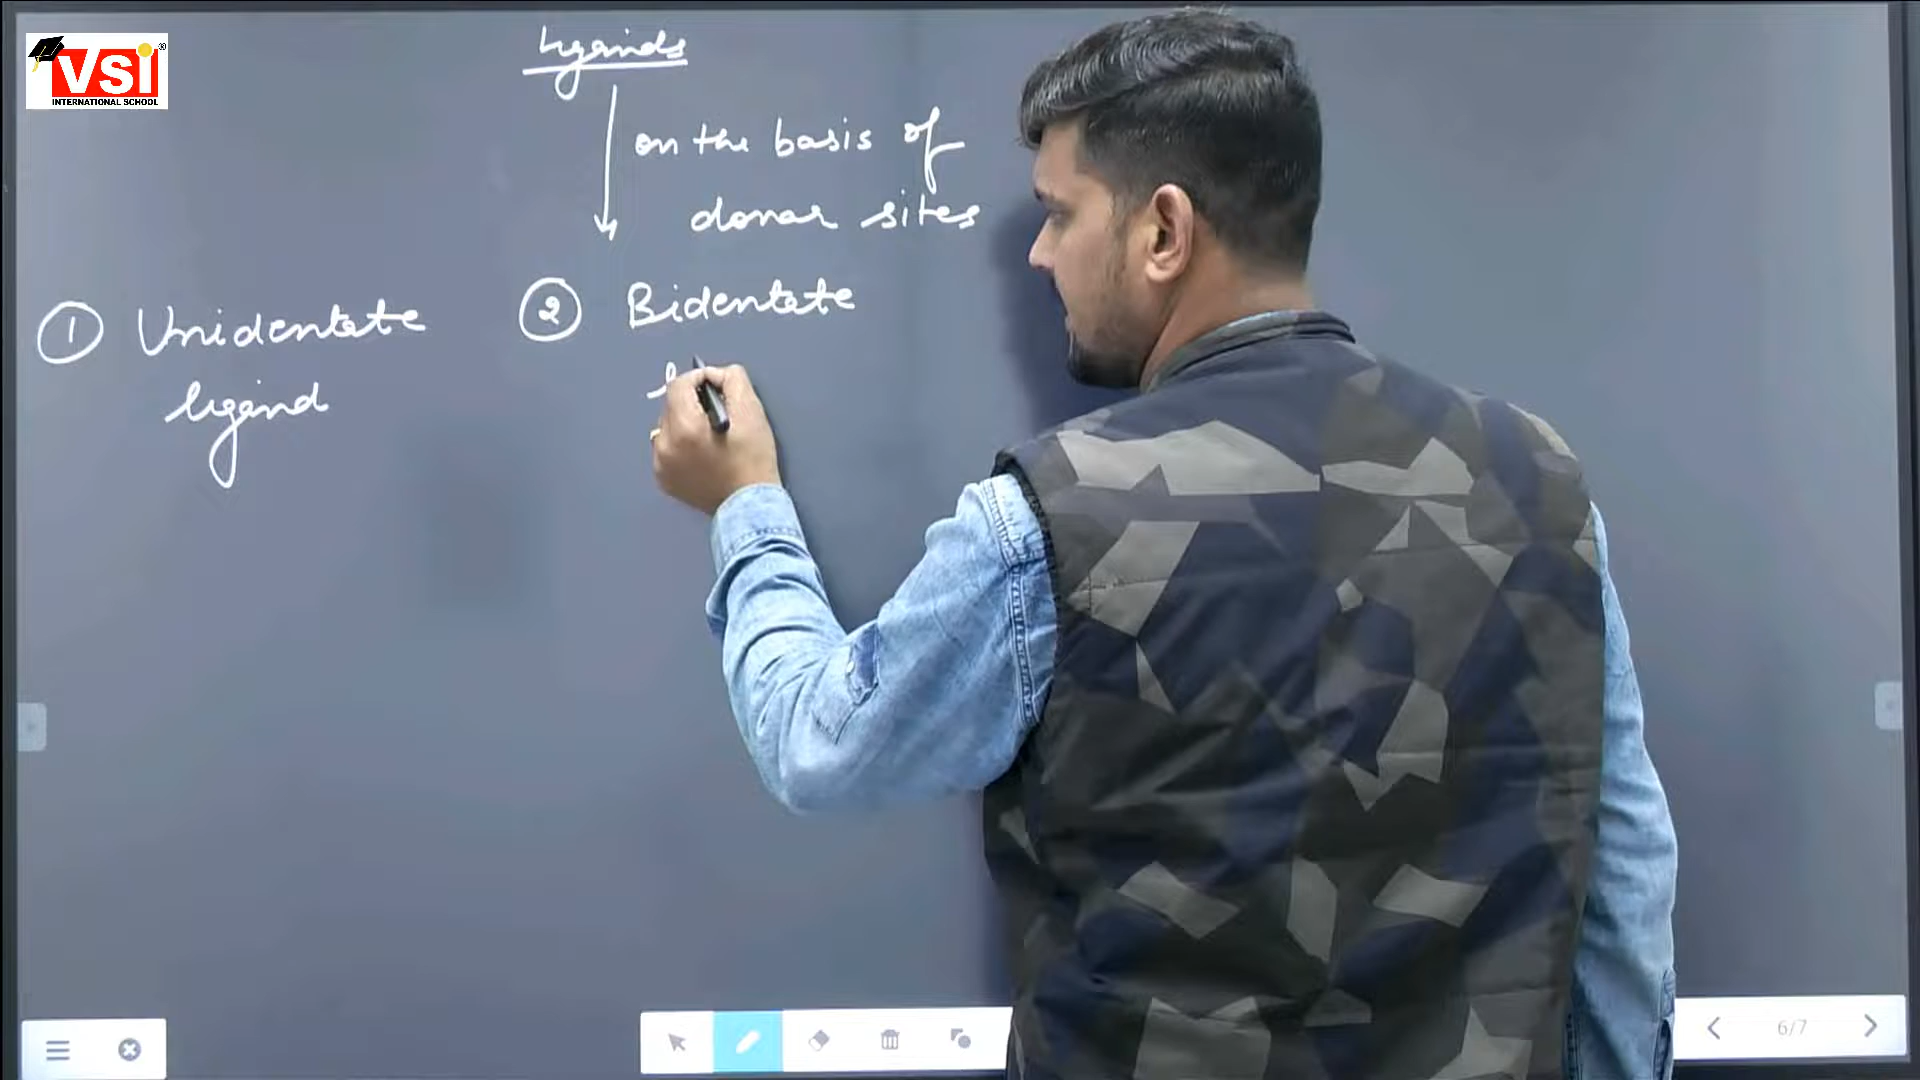 VSI
INTERNATIONAL SCHOOL
Ligands
on the basis of
donar sites
① Unidentate
ligand
② Bidentate
6/7